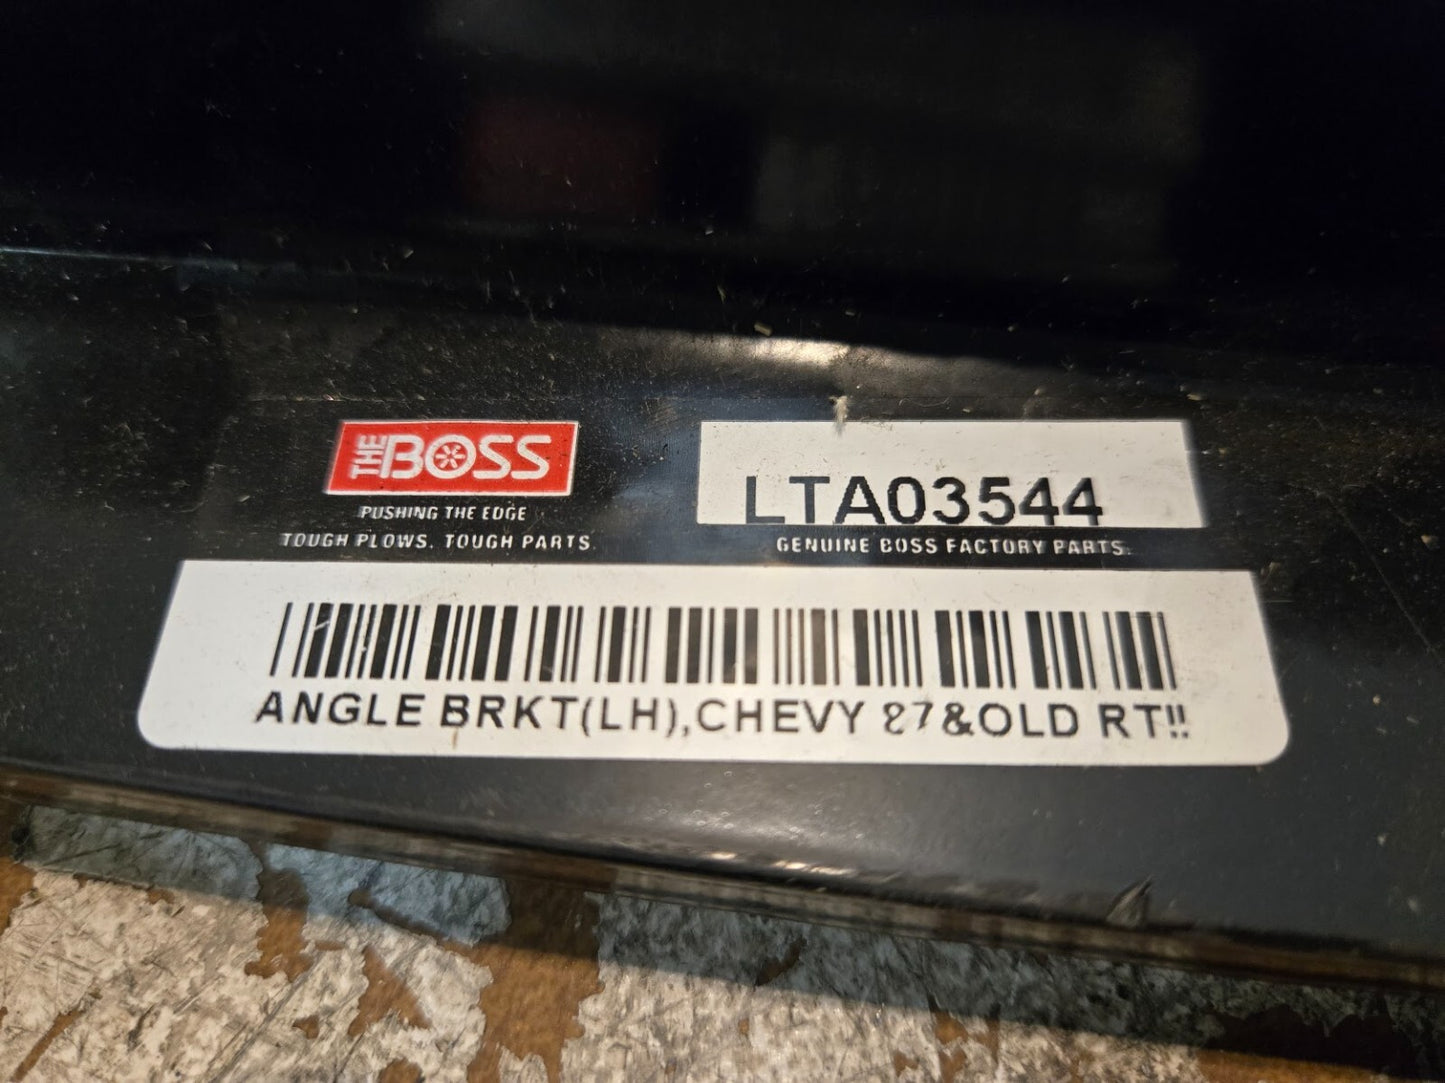 THE BOSS
PUSHING THE EDGE
TOUGH PLOWS. TOUGH PARTS.
LTA03544
GENUINE BOSS FACTORY PARTS.
ANGLE BRKT(LH),CHEVY 87&OLD RT!!